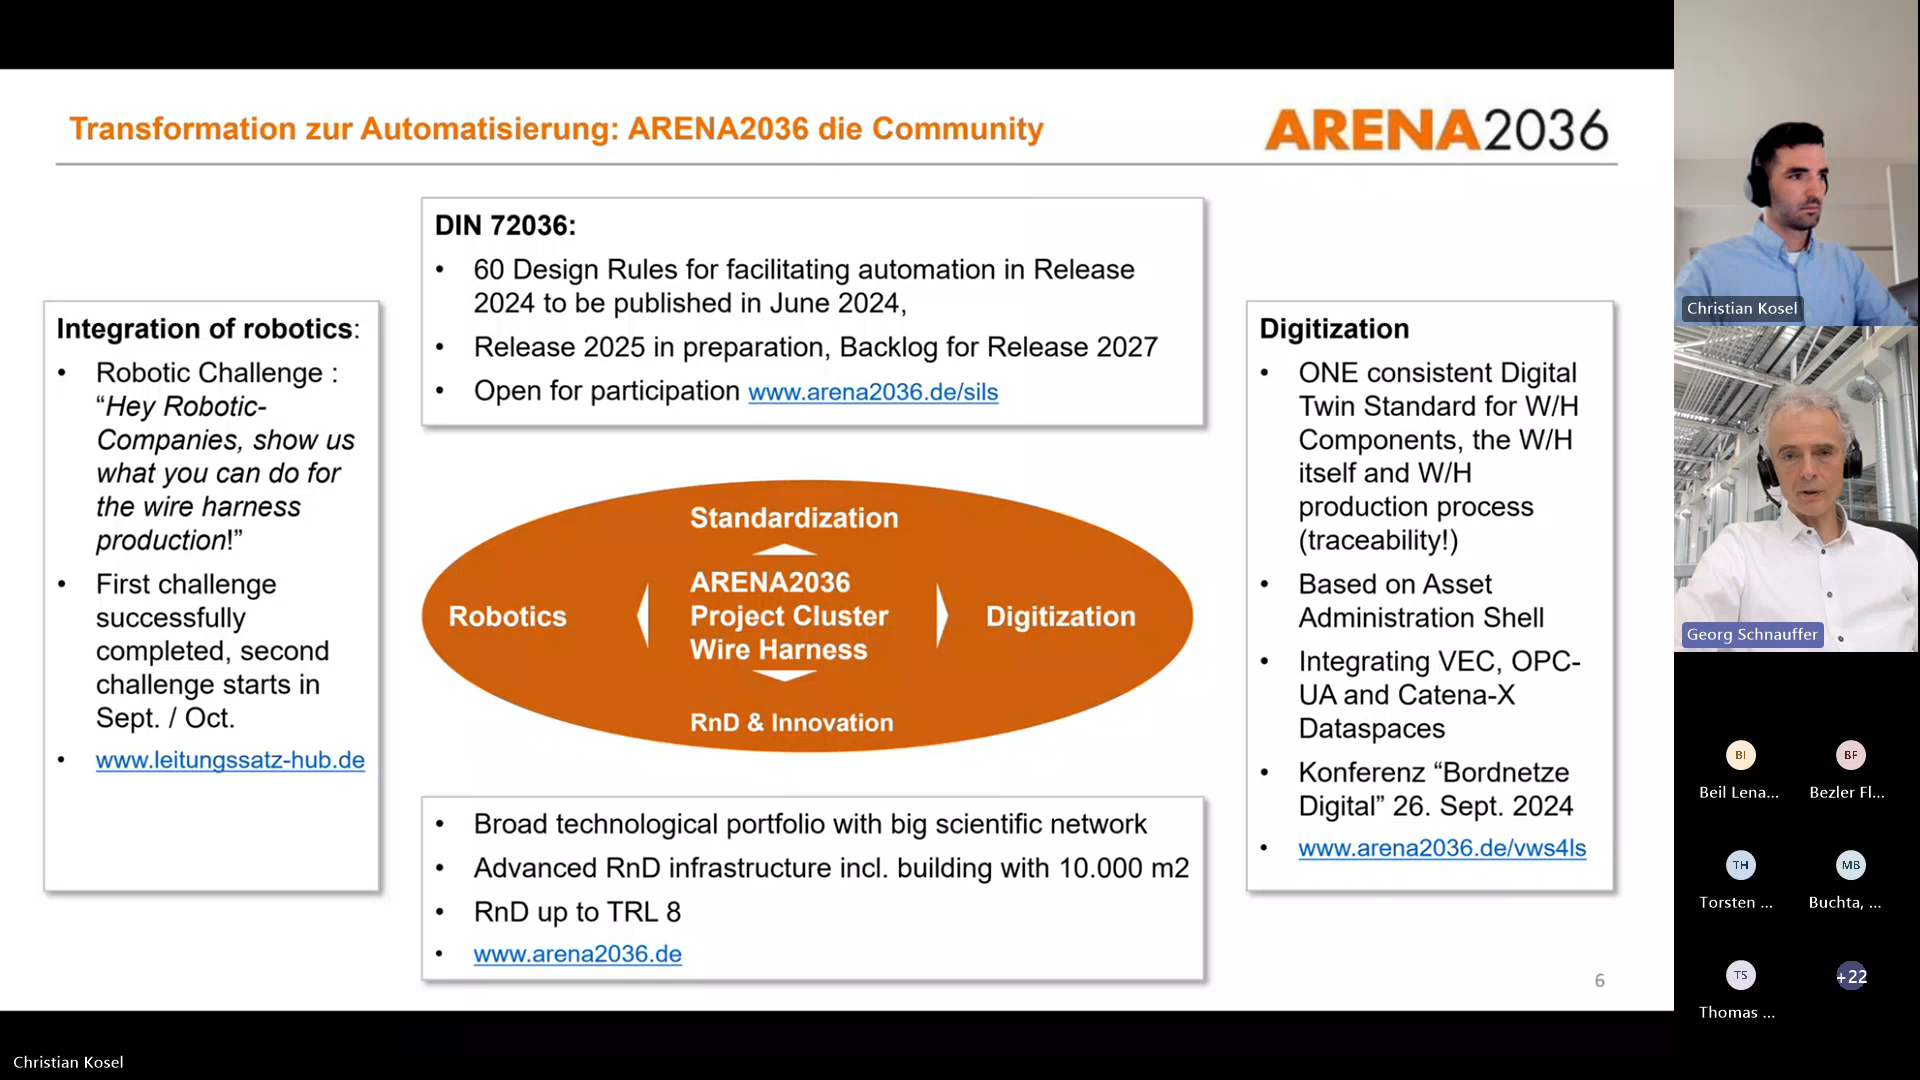 Transformation zur Automatisierung: ARENA2036 die Community
ARENA2036
DIN 72036:
• 60 Design Rules for facilitating automation in Release
2024 to be published in June 2024,
• Release 2025 in preparation, Backlog for Release 2027
• Open for participation www.arena2036.de/sils
Integration of robotics:
• Robotic Challenge :
“Hey Robotic-
Companies, show us
what you can do for
the wire harness
production!”
• First challenge
successfully
completed, second
challenge starts in
Sept. / Oct.
• www.leitungssatz-hub.de
Standardization
ARENA2036
Project Cluster
Wire Harness
Robotics
Digitization
RnD & Innovation
Digitization
• ONE consistent Digital
Twin Standard for W/H
Components, the W/H
itself and W/H
production process
(traceability!)
• Based on Asset
Administration Shell
• Integrating VEC, OPC-
UA and Catena-X
Dataspaces
• Konferenz “Bordnetze
Digital” 26. Sept. 2024
• www.arena2036.de/vws4ls
• Broad technological portfolio with big scientific network
• Advanced RnD infrastructure incl. building with 10.000 m2
• RnD up to TRL 8
• www.arena2036.de
6
Christian Kosel
Georg Schnauffer
BI
Beil Lena...
BF
Bezler Fl...
TH
Torsten ...
MB
Buchta, ...
TS
Thomas ...
+22
Christian Kosel